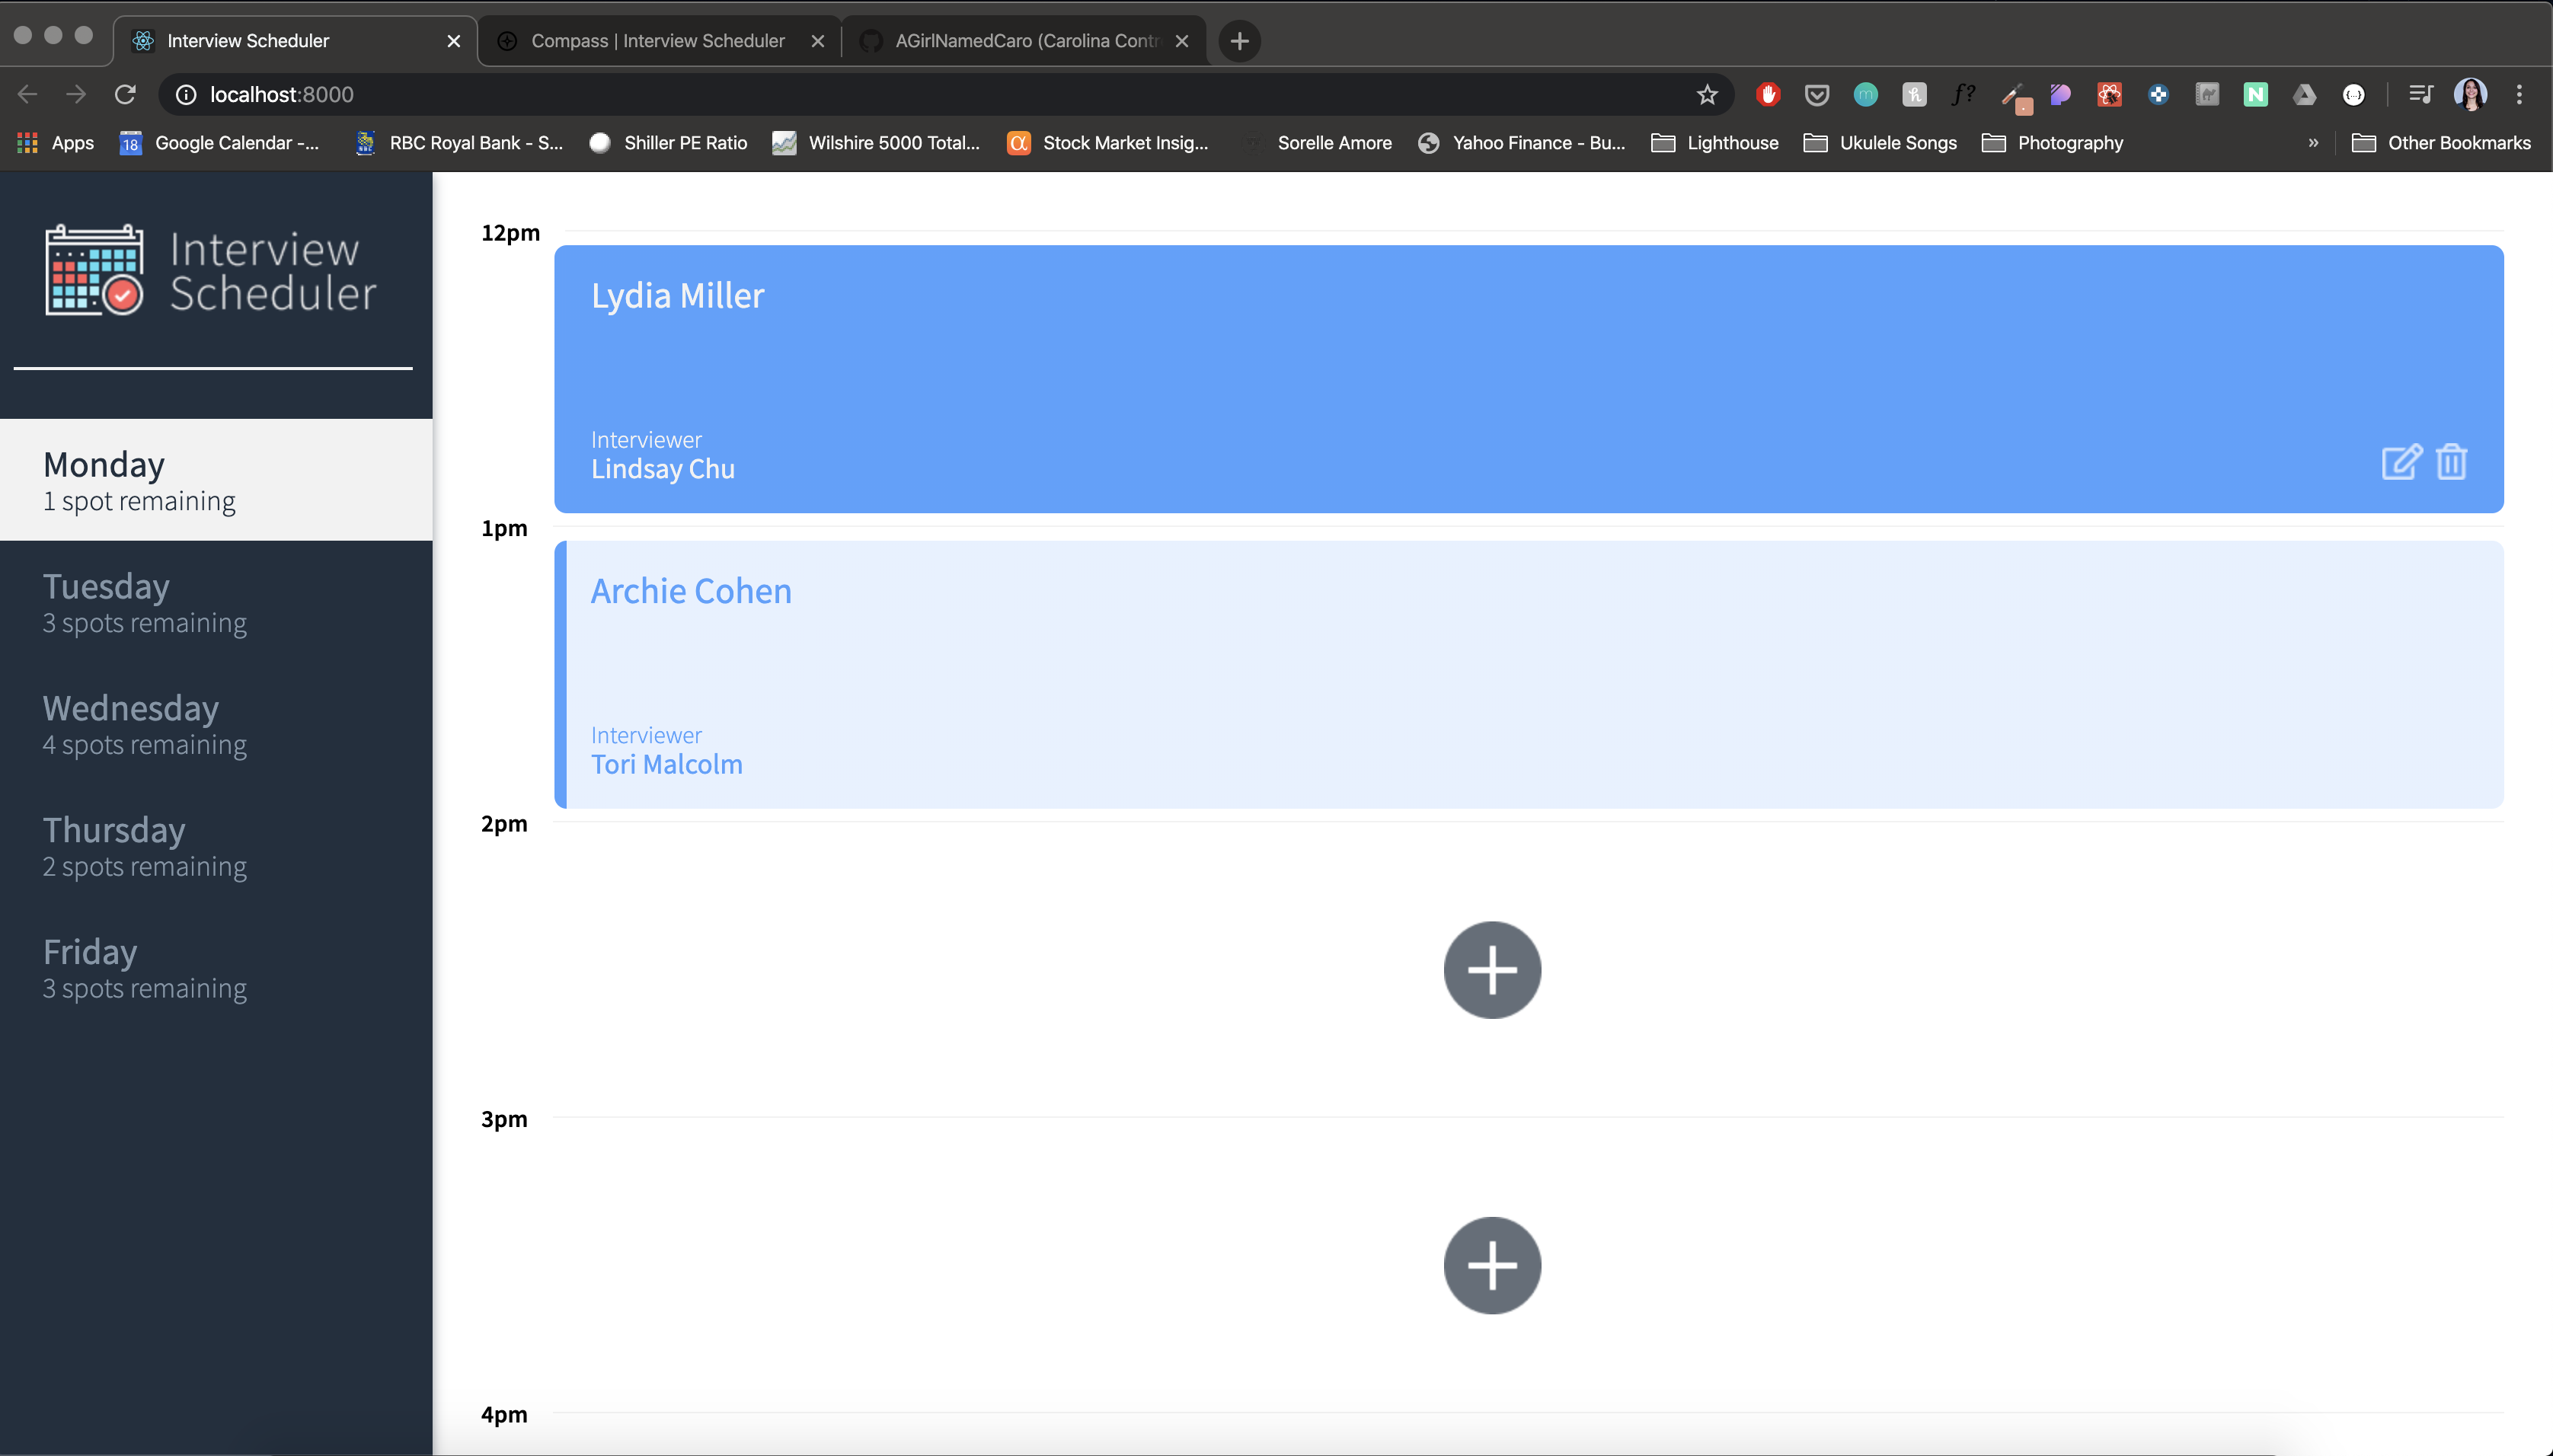 Interview Scheduler
Compass | Interview Scheduler
AGirlNamedCaro (Carolina Contr
localhost:8000
Apps
18
Google Calendar -...
RBC Royal Bank - S...
Shiller PE Ratio
Wilshire 5000 Total...
Stock Market Insig...
Sorelle Amore
Yahoo Finance - Bu...
Lighthouse
Ukulele Songs
Photography
»
Other Bookmarks
Interview
Scheduler
Monday
1 spot remaining
Tuesday
3 spots remaining
Wednesday
4 spots remaining
Thursday
2 spots remaining
Friday
3 spots remaining
12pm
Lydia Miller
Interviewer
Lindsay Chu
1pm
Archie Cohen
Interviewer
Tori Malcolm
2pm
3pm
4pm